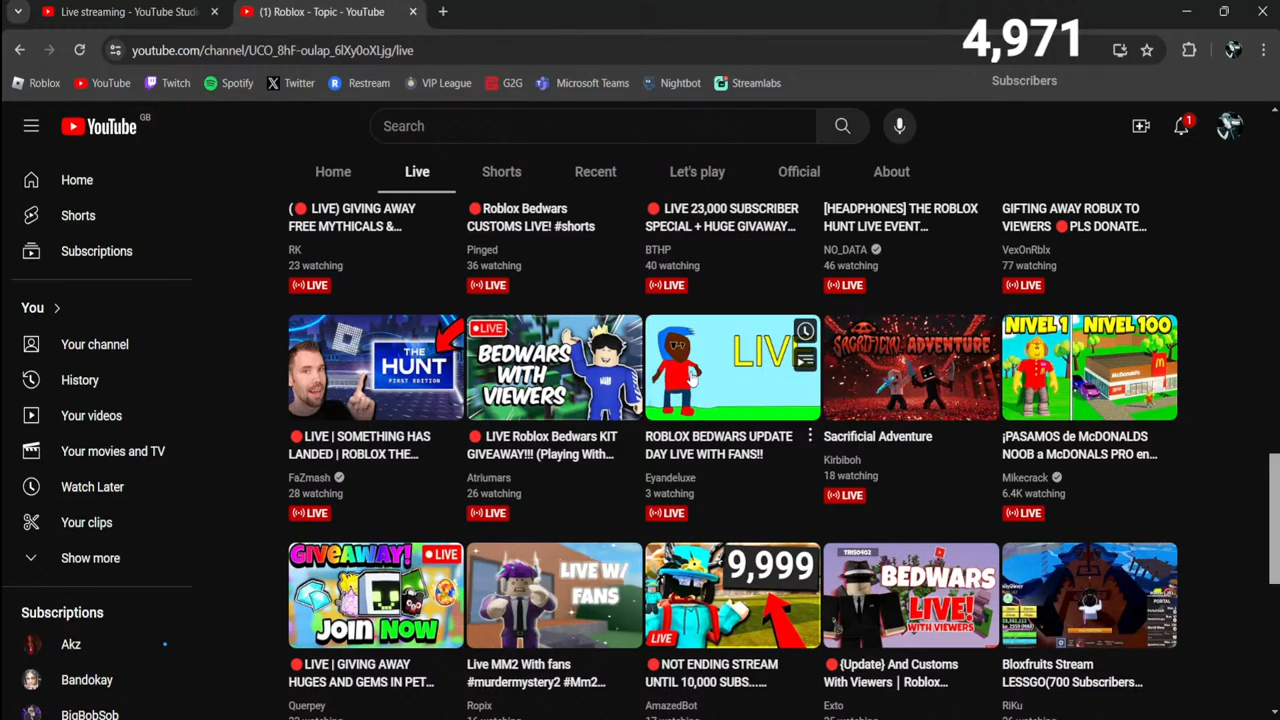 Live streaming - YouTube Studi
(1) Roblox - Topic - YouTube
youtube.com/channel/UCO_8hF-oulap_6lXy0oXLjg/live
4,971
Subscribers
Roblox
YouTube
Twitch
Spotify
Twitter
Restream
VIP League
G2G
Microsoft Teams
Nightbot
Streamlabs
YouTube GB
Search
1
Home
Live
Shorts
Recent
Let's play
Official
About
Home
Shorts
Subscriptions
You
Your channel
History
Your videos
Your movies and TV
Watch Later
Your clips
Show more
Subscriptions
Akz
Bandokay
BigBobSob
(🔴 LIVE) GIVING AWAY
FREE MYTHICALS &...
RK
23 watching
LIVE
🔴Roblox Bedwars
CUSTOMS LIVE! #shorts
Pinged
36 watching
LIVE
🔴 LIVE 23,000 SUBSCRIBER
SPECIAL + HUGE GIVAWAY...
BTHP
40 watching
LIVE
[HEADPHONES] THE ROBLOX
HUNT LIVE EVENT...
NO_DATA
46 watching
LIVE
GIFTING AWAY ROBUX TO
VIEWERS 🔴PLS DONATE...
VexOnRblx
77 watching
LIVE
THE
HUNT
FIRST EDITION
🔴LIVE | SOMETHING HAS
LANDED | ROBLOX THE...
FaZmash
28 watching
LIVE
LIVE
BEDWARS
WITH
VIEWERS
🔴 LIVE Roblox Bedwars KIT
GIVEAWAY!!! (Playing With...
Atriumars
26 watching
LIVE
LIV
ROBLOX BEDWARS UPDATE
DAY LIVE WITH FANS!!
Eyandeluxe
3 watching
LIVE
SACRIFICIAL ADVENTURE
Sacrificial Adventure
Kirbiboh
18 watching
LIVE
NIVEL 1
NIVEL 100
McDonald's
¡PASAMOS de McDONALDS
NOOB a McDONALS PRO en...
Mikecrack
6.4K watching
LIVE
GIVEAWAY!
LIVE
JOIN NOW
🔴LIVE | GIVING AWAY
HUGES AND GEMS IN PET...
Querpey
LIVE W/
FANS
Live MM2 With fans
#murdermystery2 #Mm2...
Ropix
9,999
LIVE
🔴NOT ENDING STREAM
UNTIL 10,000 SUBS......
AmazedBot
TRISO402
BEDWARS
LIVE!
WITH VIEWERS
🔴{Update} And Customs
With Viewers | Roblox...
Exto
PORTAL
Bloxfruits Stream
LESSGO(700 Subscribers...
RiKu